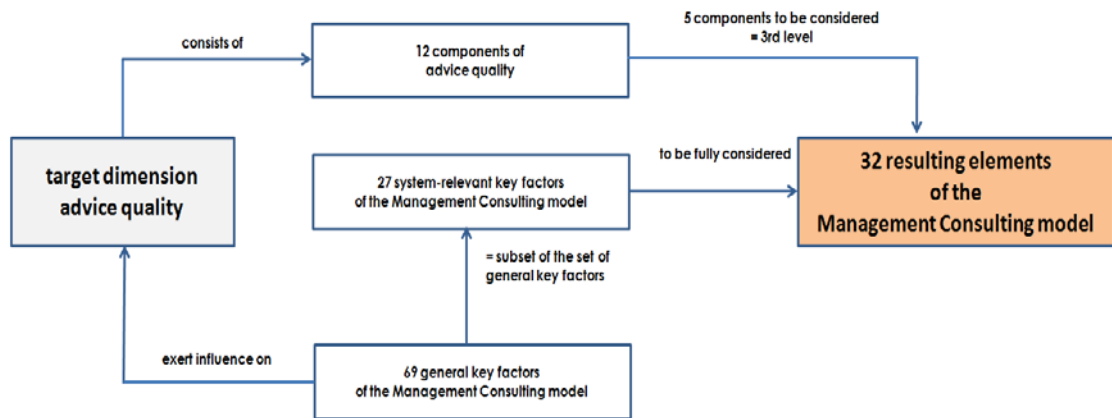 5 components to be considered
= 3rd level
consists of
12 components of
advice quality
to be fully considered
target dimension
advice quality
27 system-relevant key factors
of the Management Consulting model
32 resulting elements
of the
Management Consulting model
= subset of the set of
general key factors
exert influence on
69 general key factors
of the Management Consulting model